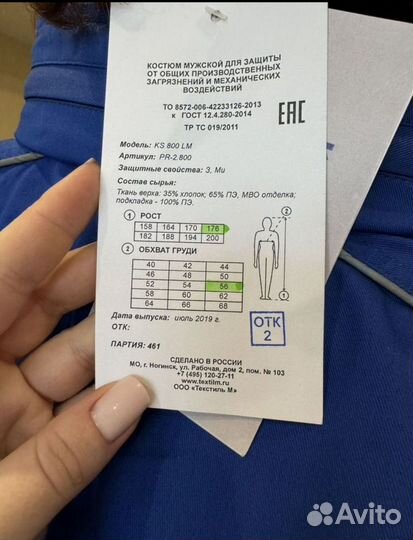 КОСТЮМ МУЖСКОЙ ДЛЯ ЗАЩИТЫ
ОТ ОБЩИХ ПРОИЗВОДСТВЕННЫХ
ЗАГРЯЗНЕНИЙ И МЕХАНИЧЕСКИХ
ВОЗДЕЙСТВИЙ
ТО 8572-006-42233126-2013
к ГОСТ 12.4.280-2014
ТР ТС 019/2011
ЕАС
Модель: KS 800 LM
Артикул: PR-2.800
Защитные свойства: З, Ми
Состав сырья:
Ткань верха: 35% хлопок; 65% ПЭ, МВО отделка;
подкладка - 100% ПЭ.
1 РОСТ
158 164 170 176
182 188 194 200
2 ОБХВАТ ГРУДИ
40 42 44
46 48 50
52 54 56
58 60 62
64 66 68
2
1
Дата выпуска: июль 2019 г.
ОТК:
ОТК
2
ПАРТИЯ: 461
СДЕЛАНО В РОССИИ
МО, г. Ногинск, ул. Рабочая, дом 2, пом. № 103
+7 (495) 120-27-11
www.textilm.ru
ООО «Текстиль М»
Avito